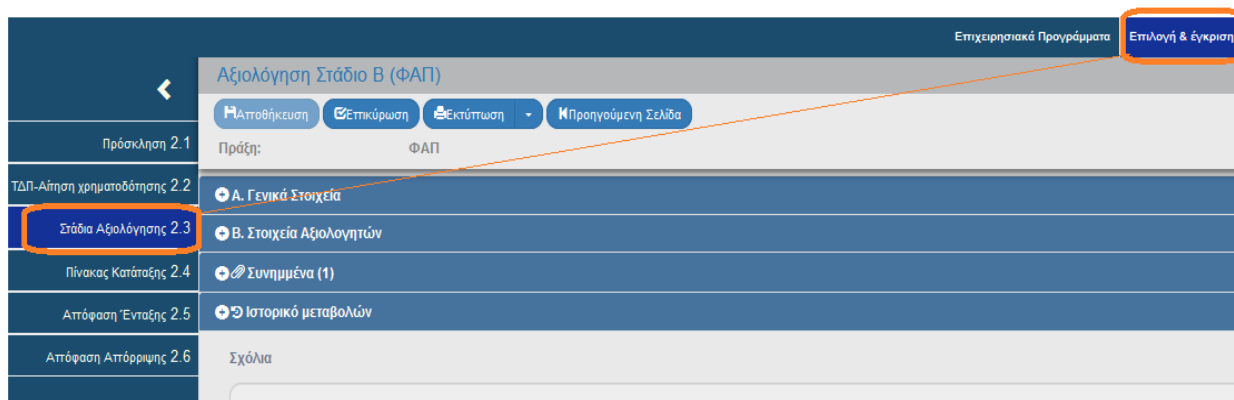 Επιχειρησιακά Προγράμματα Επιλογή & έγκριση
Αξιολόγηση Στάδιο Β (ΦΑΠ)
Αποθήκευση Επικύρωση Εκτύπωση Προηγούμενη Σελίδα
Πράξη: ΦΑΠ
Πρόσκληση 2.1
ΤΔΠ-Αίτηση χρηματοδότησης 2.2
Στάδια Αξιολόγησης 2.3
Πίνακας Κατάταξης 2.4
Απόφαση Ένταξης 2.5
Απόφαση Απόρριψης 2.6
Α. Γενικά Στοιχεία
Β. Στοιχεία Αξιολογητών
Συνημμένα (1)
Ιστορικό μεταβολών
Σχόλια